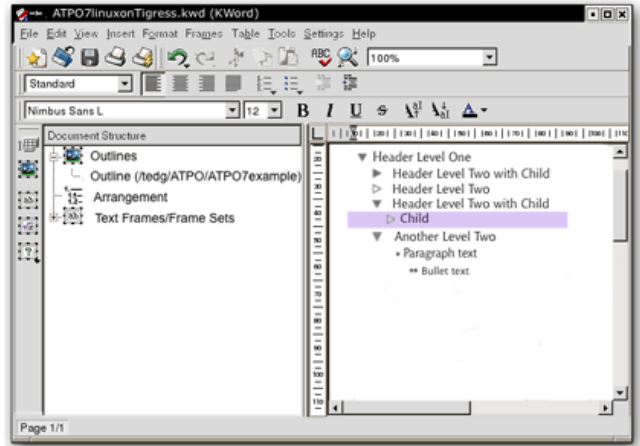 ATPO7linuxonTigress.kwd (KWord)
File Edit View Insert Format Frames Table Tools Settings Help
ABC 100%
Standard
Nimbus Sans L 12 B I U S aI aI A
Document Structure
Outlines
Outline (/tedg/ATPO/ATPO7example)
Arrangement
Text Frames/Frame Sets
Header Level One
Header Level Two with Child
Header Level Two
Header Level Two with Child
Child
Another Level Two
• Paragraph text
•• Bullet text
Page 1/1